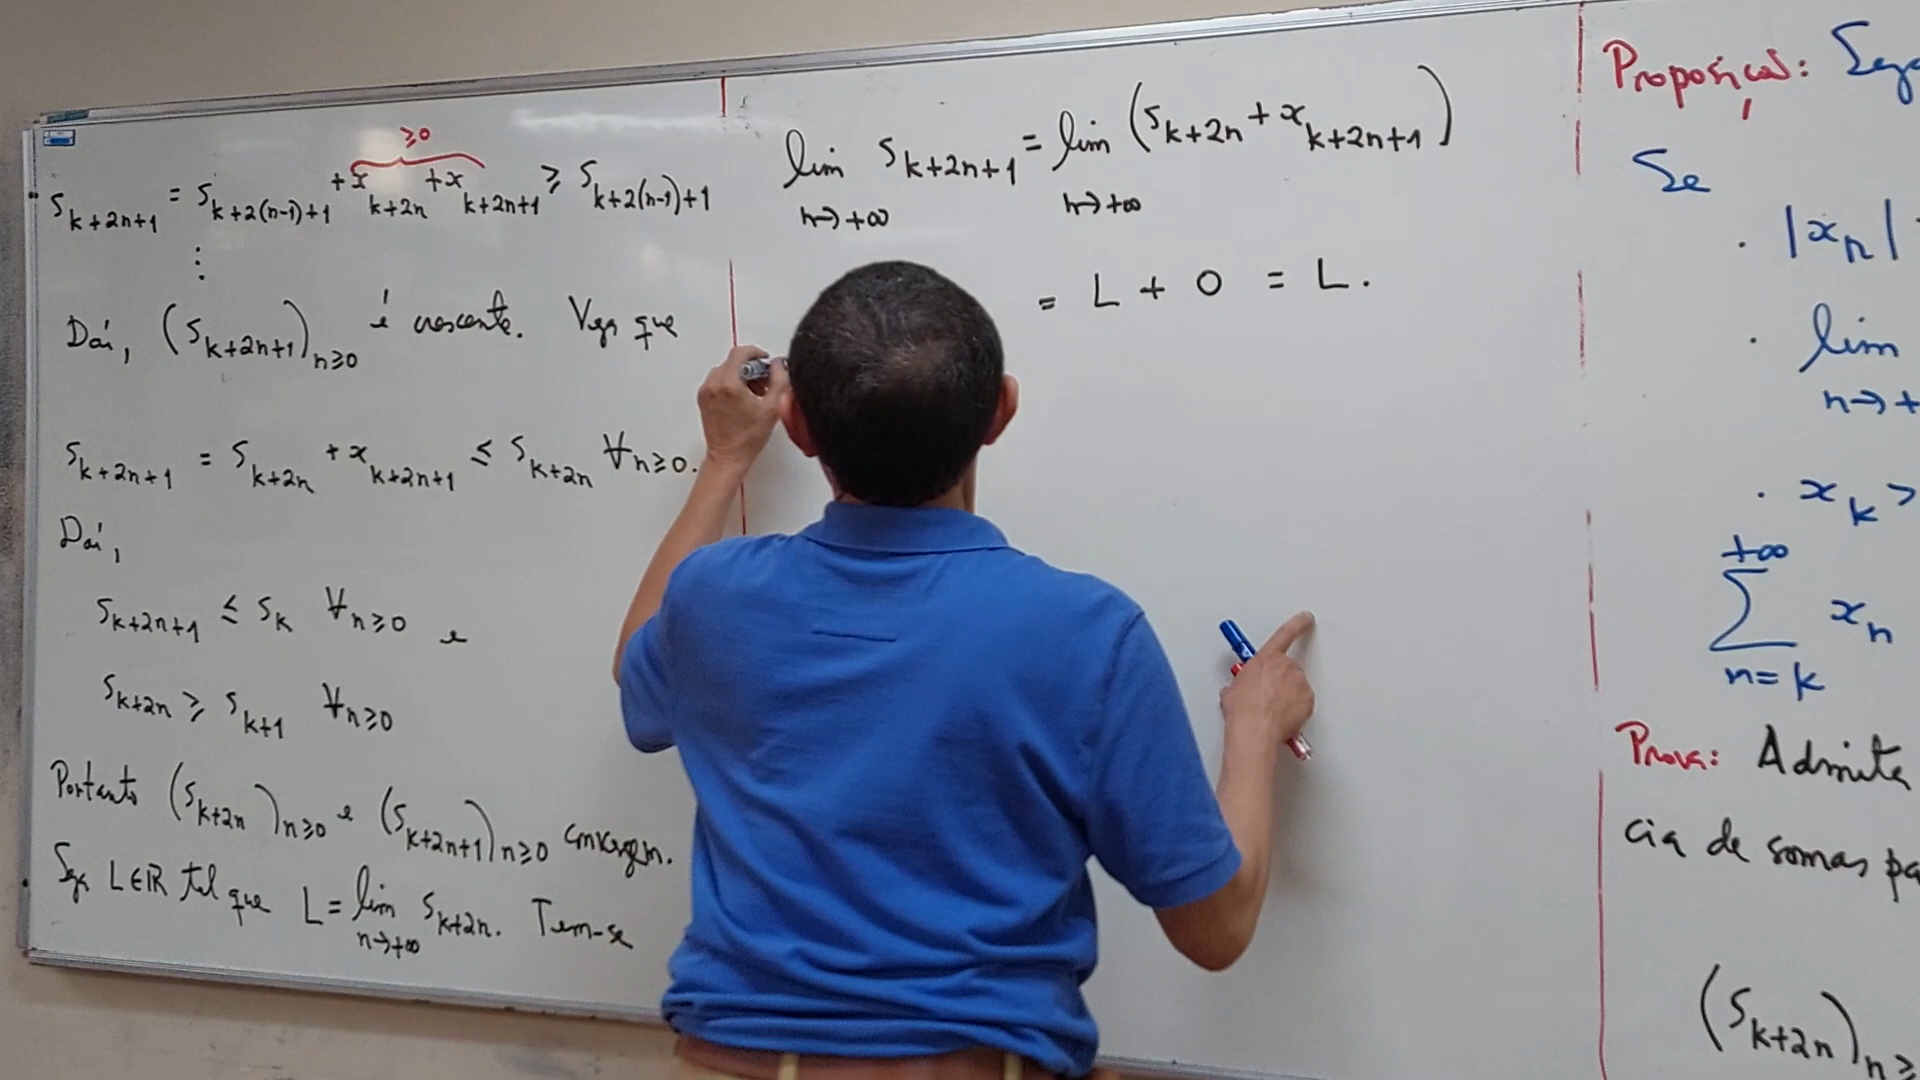 ≥0
s_{k+2n+1} = s_{k+2(n-1)+1} + x_{k+2n} + x_{k+2n+1} ≥ s_{k+2(n-1)+1}
⋮
Daí, (s_{k+2n+1})_{n≥0} é crescente. Veja que
s_{k+2n+1} = s_{k+2n} + x_{k+2n+1} ≤ s_{k+2n} ∀n≥0.
Daí,
s_{k+2n+1} ≤ s_k ∀n≥0 e
s_{k+2n} ≥ s_{k+1} ∀n≥0
Portanto (s_{k+2n})_{n≥0} e (s_{k+2n+1})_{n≥0} convergem.
Seja L∈ℝ tal que L = lim_{n→+∞} s_{k+2n}. Tem-se
lim_{n→+∞} s_{k+2n+1} = lim_{n→+∞} (s_{k+2n} + x_{k+2n+1})
= L + 0 = L.
Proposição: Seja
Se
· |x_n|
· lim_{n→+
· x_k >
∑_{n=k}^{+∞} x_n
Prova: Admita
cia de somas pa
(s_{k+2n})_{n≥